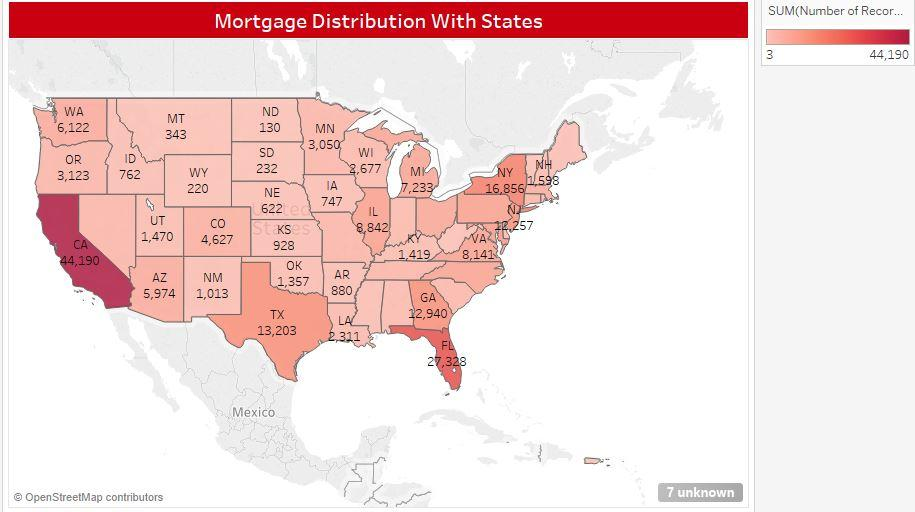 Mortgage Distribution With States
SUM(Number of Recor...
3 44,190
WA
6,122
MT
343
ND
130
MN
3,050
OR
3,123
ID
762
SD
232
WI
2,677
WY
220
MI
7,233
NY
16,856
NH
1,598
IA
747
NE
622
United
States
UT
1,470
CO
4,627
KS
928
IL
8,842
NJ
12,257
CA
44,190
KY
1,419
VA
8,141
AZ
5,974
NM
1,013
OK
1,357
AR
880
GA
12,940
TX
13,203
LA
2,311
FL
27,328
Mexico
© OpenStreetMap contributors
7 unknown